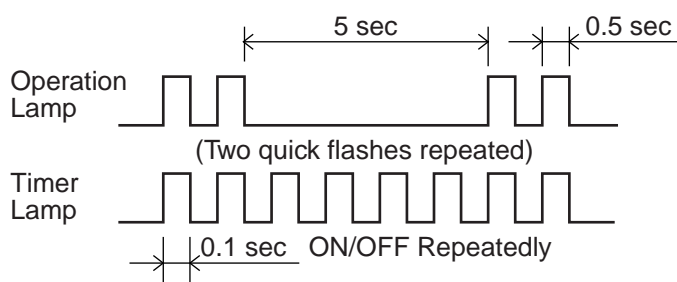 5 sec
0.5 sec
Operation
Lamp
(Two quick flashes repeated)
Timer
Lamp
0.1 sec
ON/OFF Repeatedly